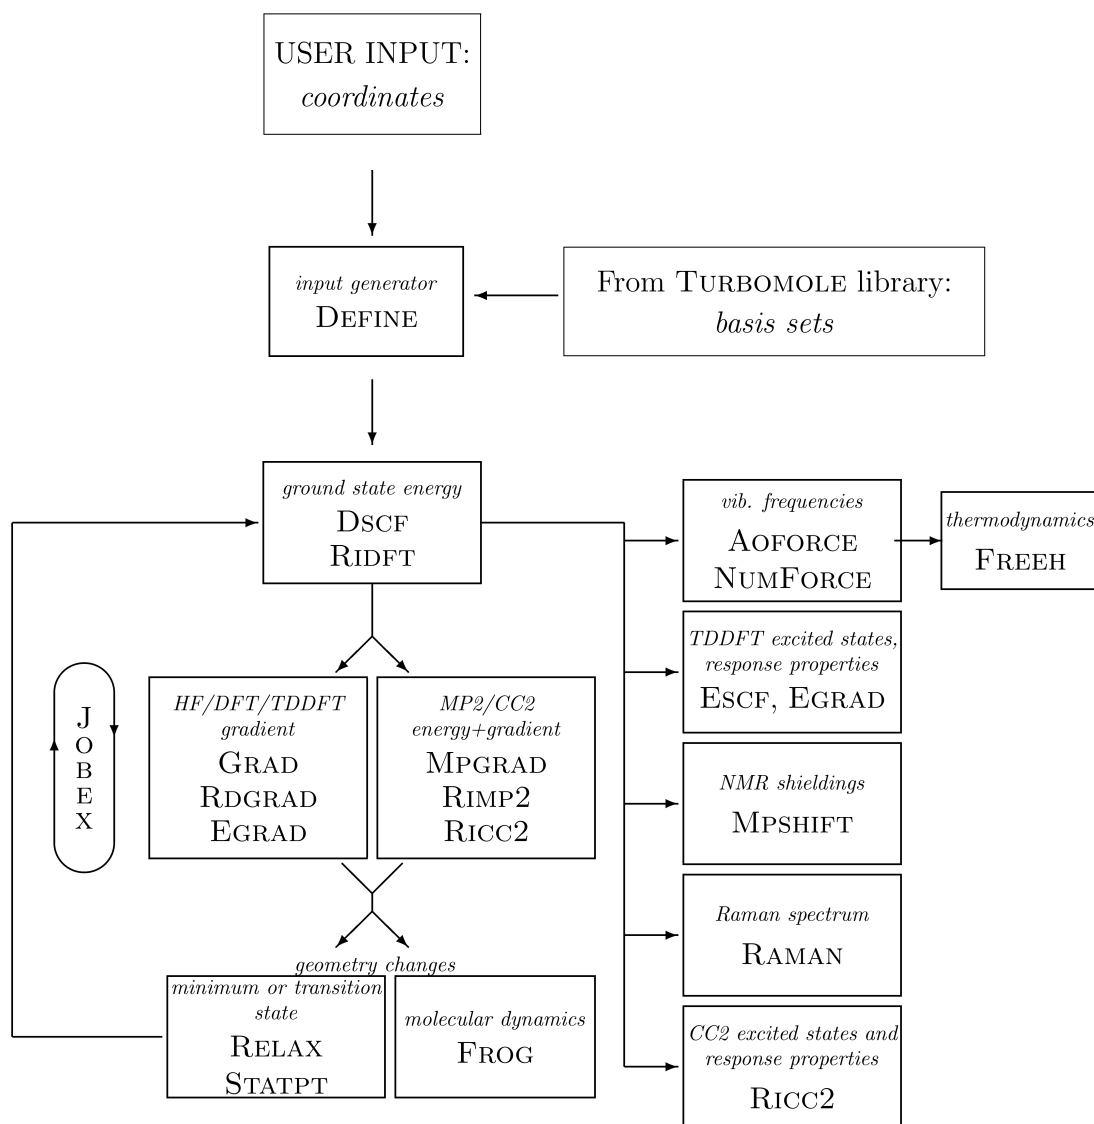 USER INPUT:
coordinates
input generator
DEFINE
From TURBOMOLE library:
basis sets
ground state energy
DSCF
RIDFT
vib. frequencies
AOFORCE
NUMFORCE
thermodynamics
FREEH
TDDFT excited states,
response properties
ESCF, EGRAD
HF/DFT/TDDFT
gradient
GRAD
RDGRAD
EGRAD
MP2/CC2
energy+gradient
MPGRAD
RIMP2
RICC2
J
O
B
E
X
NMR shieldings
MPSHIFT
Raman spectrum
RAMAN
geometry changes
minimum or transition
state
RELAX
STATPT
molecular dynamics
FROG
CC2 excited states and
response properties
RICC2